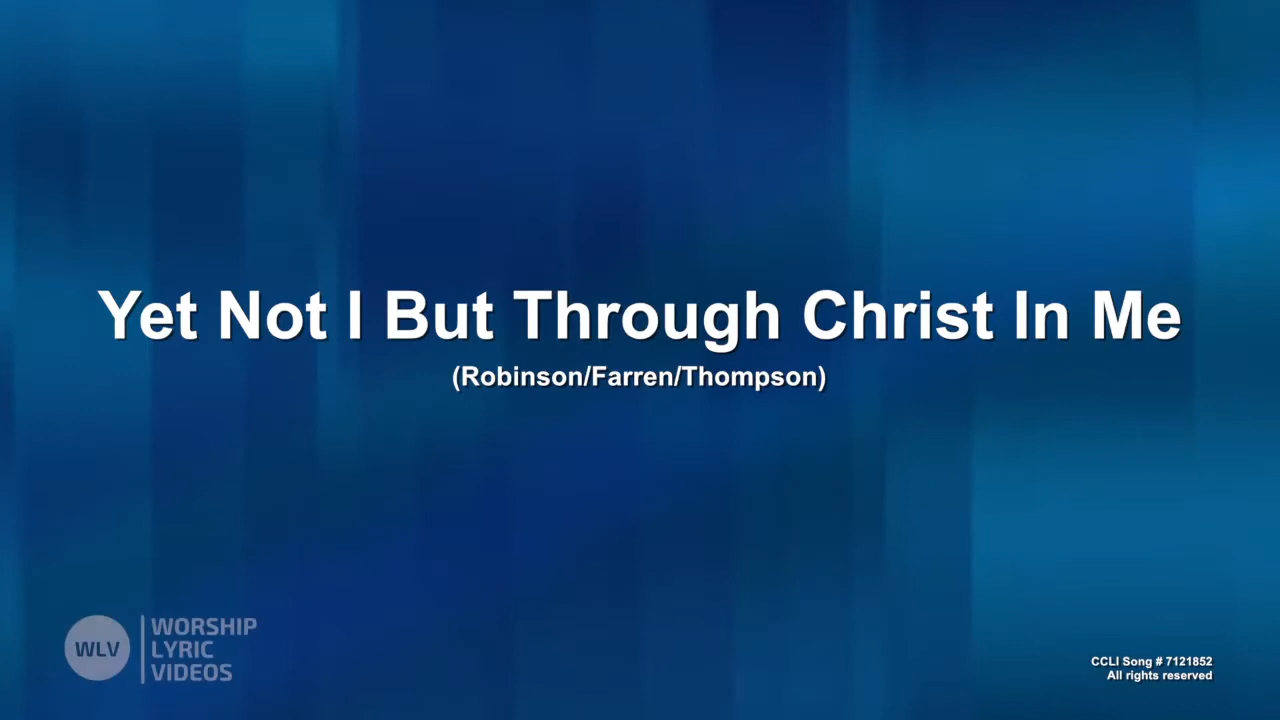 Yet Not I But Through Christ In Me
(Robinson/Farren/Thompson)
WLV
WORSHIP
LYRIC
VIDEOS
CCLI Song # 7121852
All rights reserved